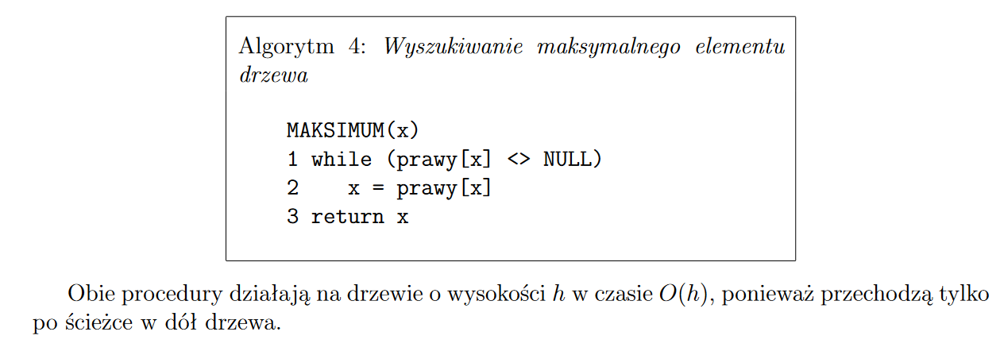 Algorytm 4: Wyszukiwanie maksymalnego elementu
drzewa
MAKSIMUM(x)
1 while (prawy[x] <> NULL)
2    x = prawy[x]
3 return x
Obie procedury działają na drzewie o wysokości h w czasie O(h), ponieważ przechodzą tylko
po ścieżce w dół drzewa.